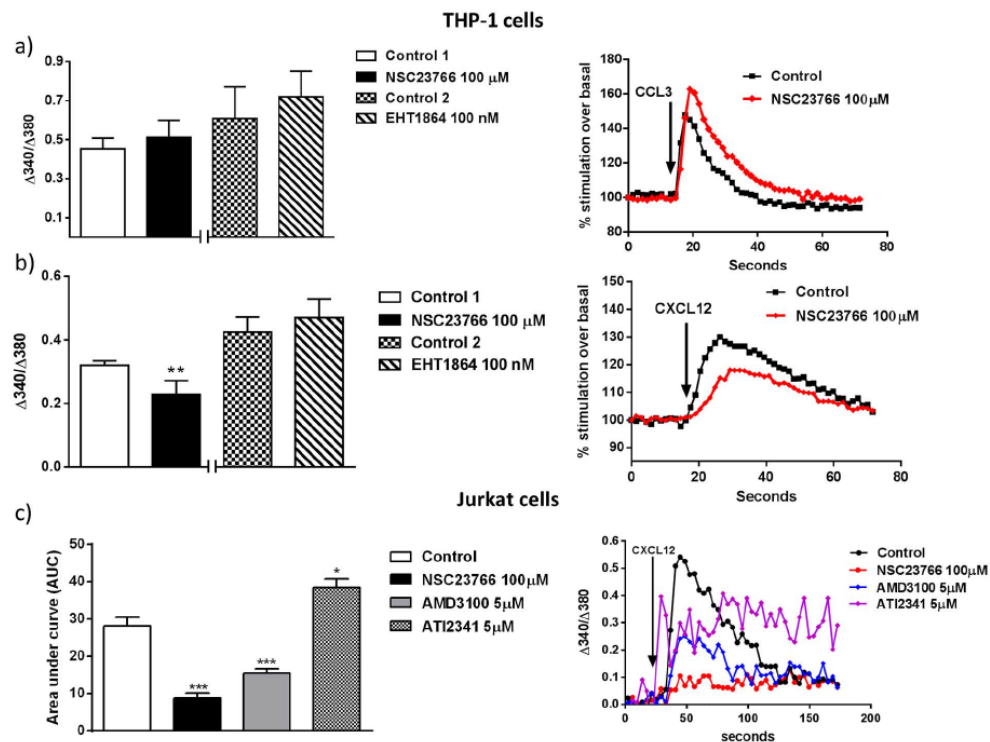 THP-1 cells
a)
Δ340/Δ380
0.9
0.7
0.5
0.3
0.1
Control 1
NSC23766 100 μM
Control 2
EHT1864 100 nM
% stimulation over basal
180
160
140
120
100
80
CCL3
Control
NSC23766 100μM
0 20 40 60 80
Seconds
b)
Δ340/Δ380
0.6
0.4
0.2
0.0
**
Control 1
NSC23766 100 μM
Control 2
EHT1864 100 nM
% stimulation over basal
150
140
130
120
110
100
90
CXCL12
Control
NSC23766 100μM
0 20 40 60 80
Seconds
Jurkat cells
c)
Area under curve (AUC)
50
40
30
20
10
0
***
***
*
Control
NSC23766 100μM
AMD3100 5μM
ATI2341 5μM
Δ340/Δ380
0.6
0.5
0.4
0.3
0.2
0.1
0.0
CXCL12
Control
NSC23766 100μM
AMD3100 5μM
ATI2341 5μM
0 50 100 150 200
seconds